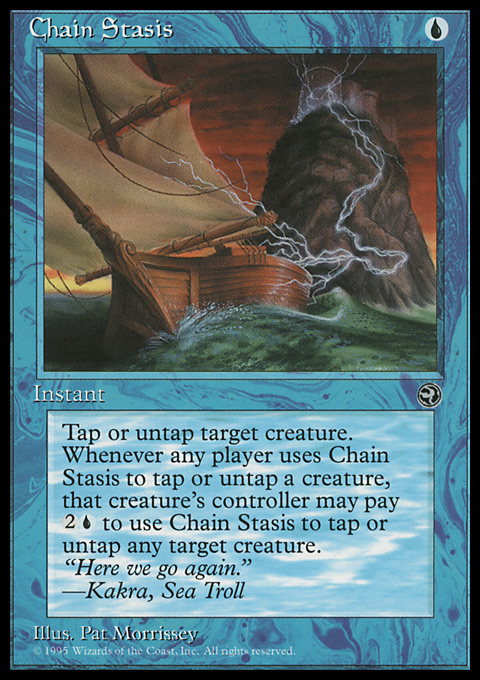 Chain Stasis
Instant
Tap or untap target creature.
Whenever any player uses Chain
Stasis to tap or untap a creature,
that creature's controller may pay
2 to use Chain Stasis to tap or
untap any target creature.
“Here we go again.”
—Kakra, Sea Troll
Illus. Pat Morrissey
© 1995 Wizards of the Coast, Inc. All rights reserved.